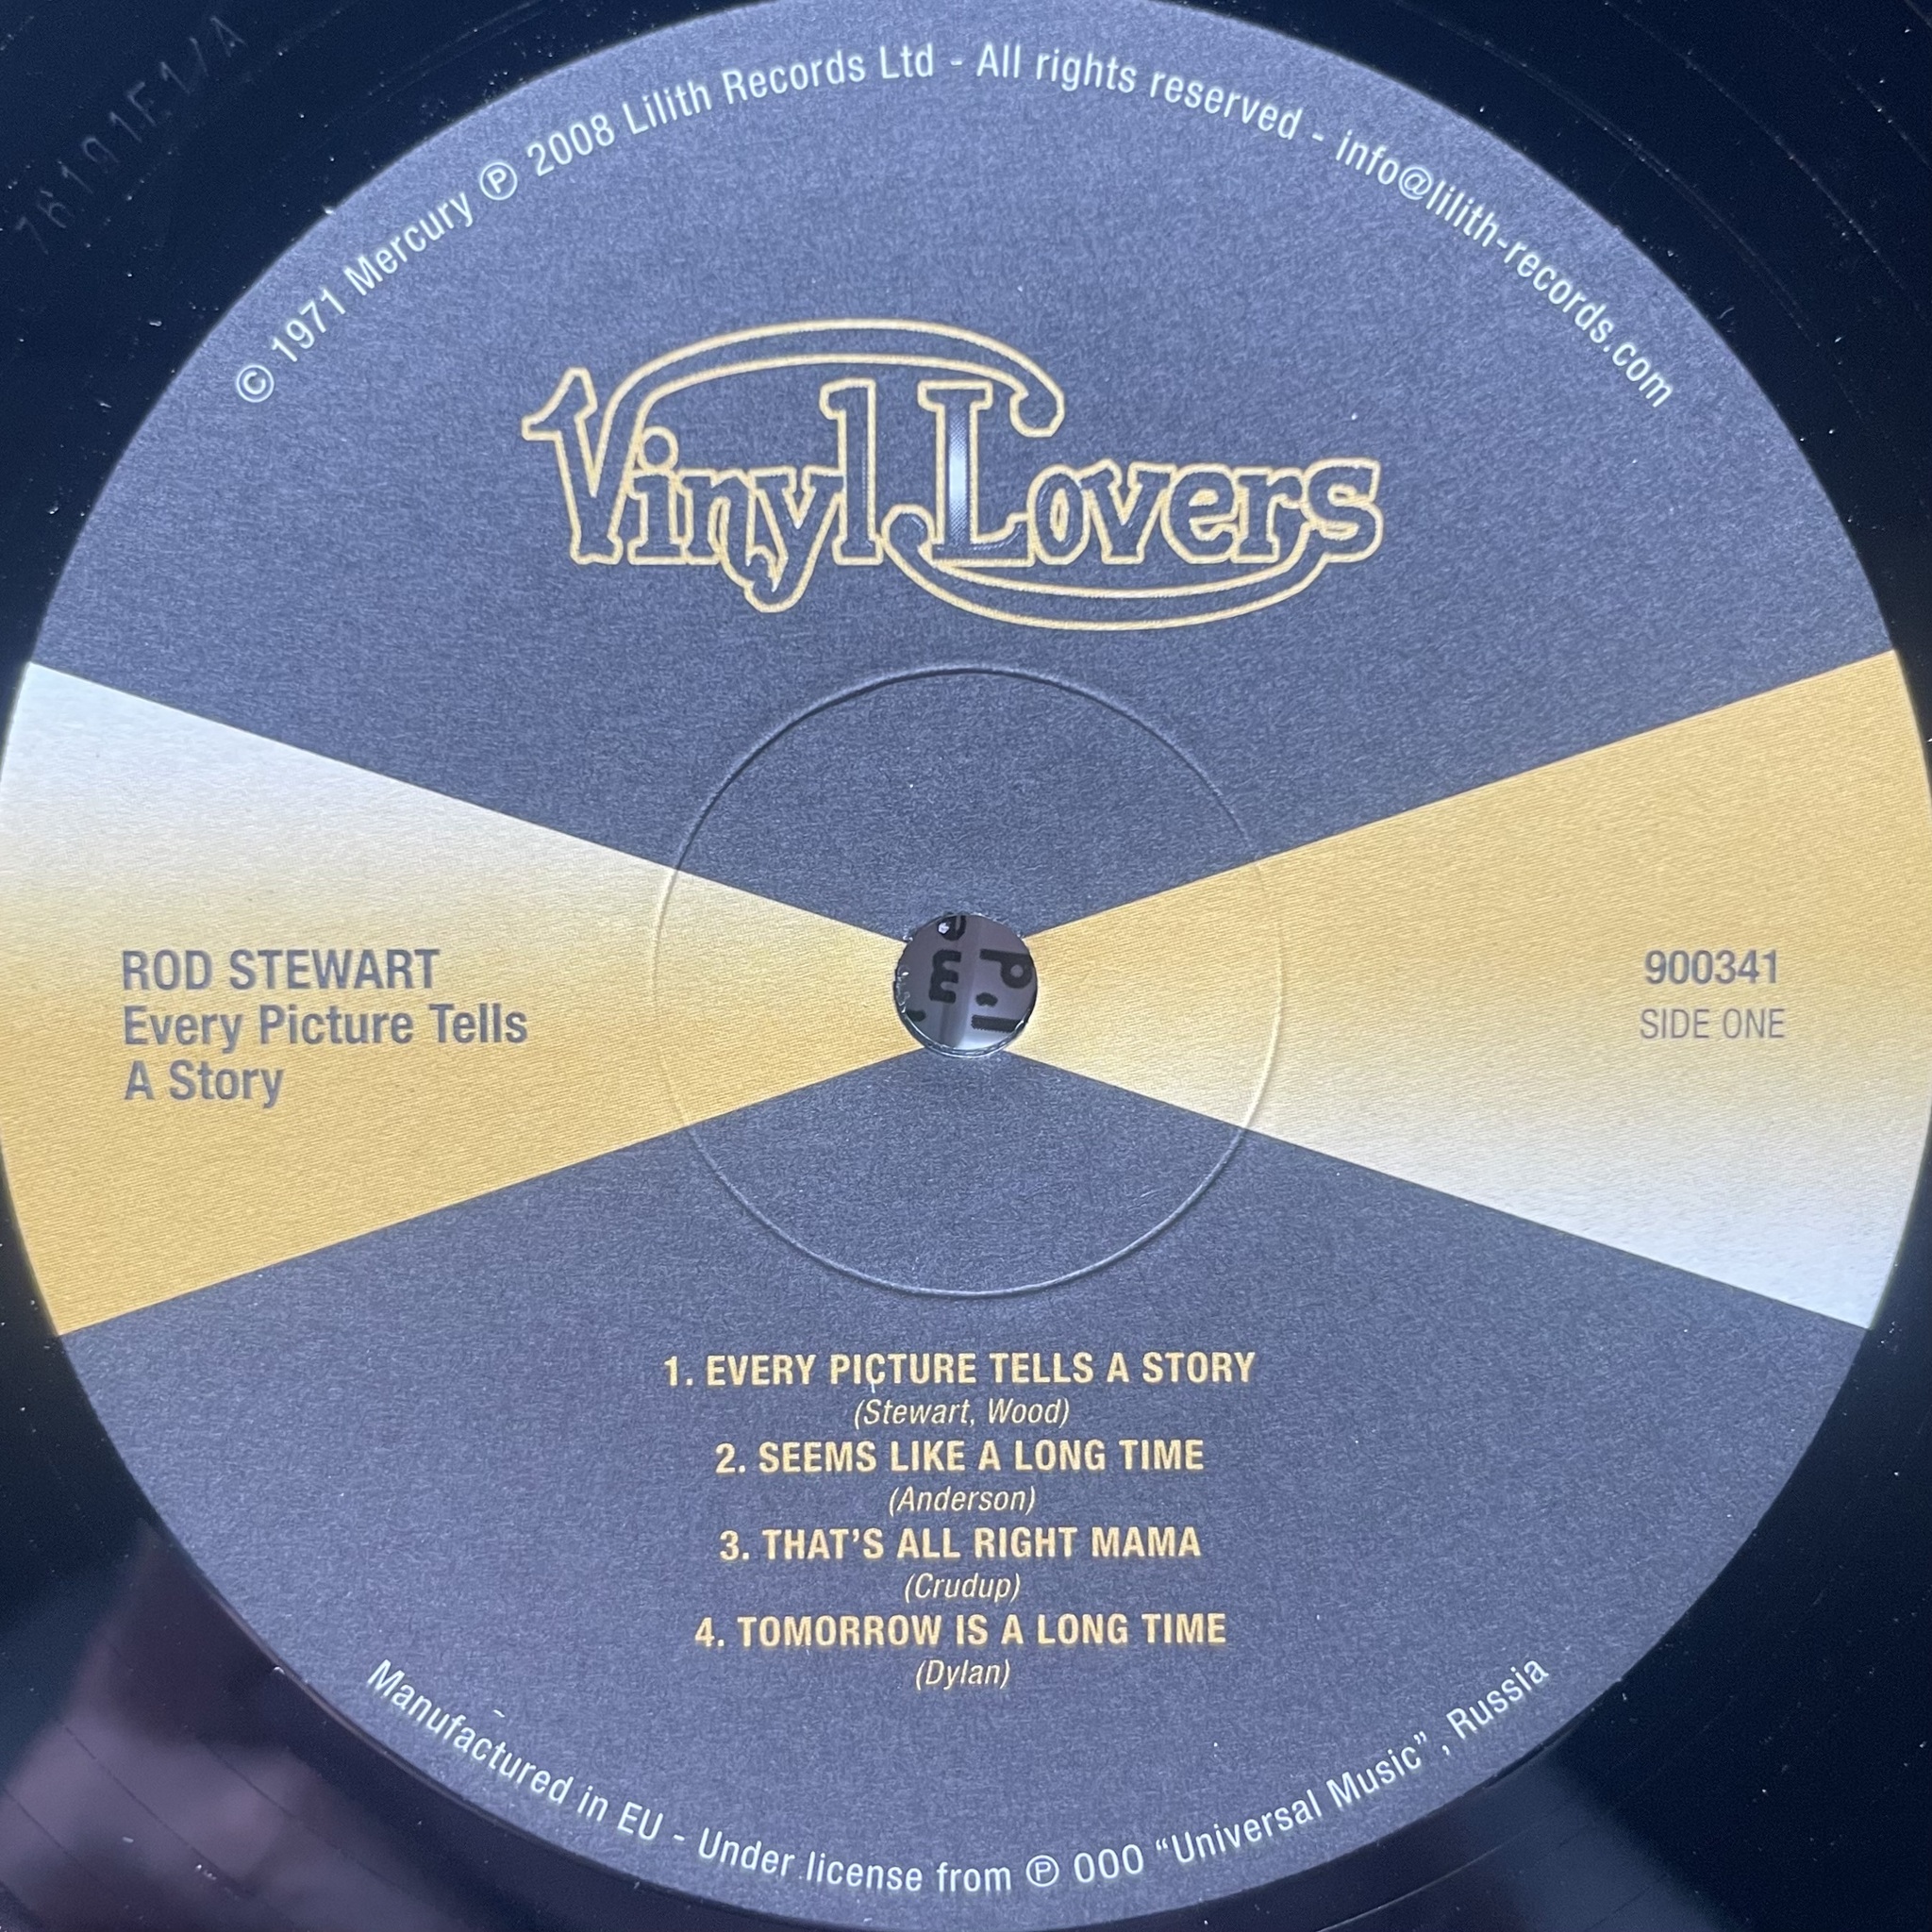 76191E1/A
© 1971 Mercury ℗ 2008 Lilith Records Ltd - All rights reserved - info@lilith-records.com
Vinyl Lovers
ROD STEWART
Every Picture Tells
A Story
900341
SIDE ONE
1. EVERY PICTURE TELLS A STORY
(Stewart, Wood)
2. SEEMS LIKE A LONG TIME
(Anderson)
3. THAT'S ALL RIGHT MAMA
(Crudup)
4. TOMORROW IS A LONG TIME
(Dylan)
Manufactured in EU - Under license from ℗ 000 “Universal Music” , Russia